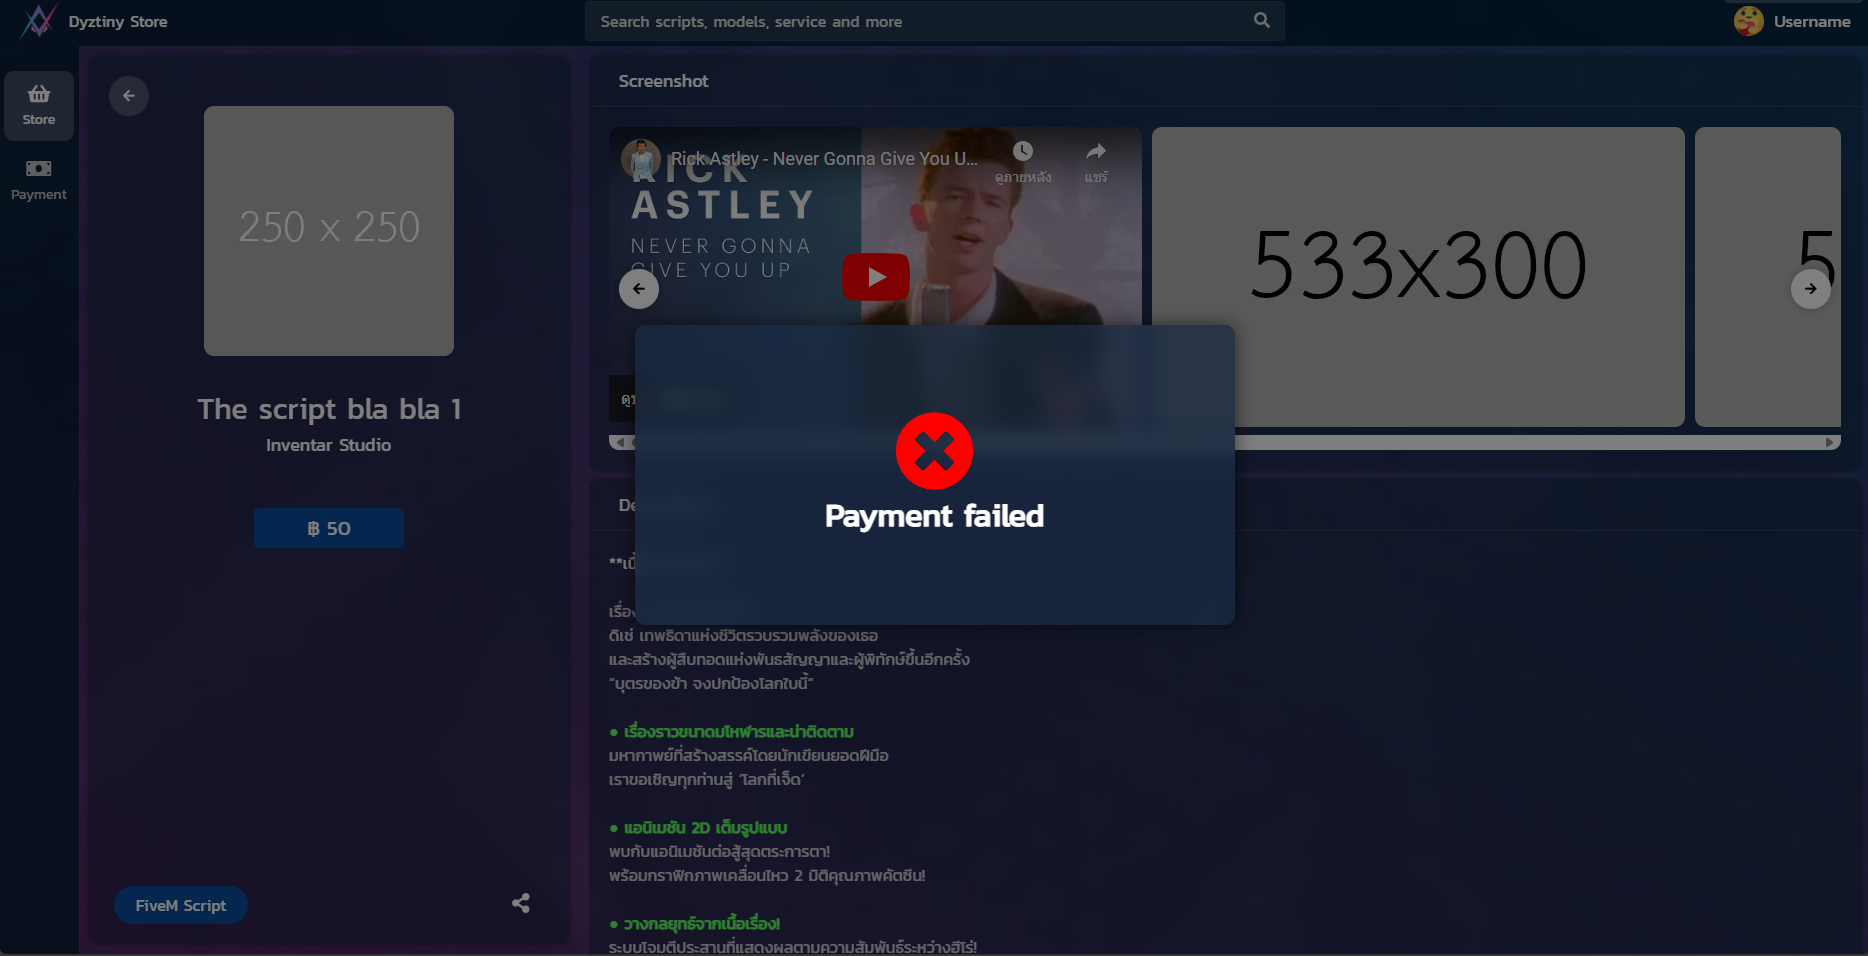 Dyztiny Store
Search scripts, models, service and more
Username
Store
Payment
250 x 250
The script bla bla 1
Inventar Studio
฿ 50
FiveM Script
Screenshot
Rick Astley - Never Gonna Give You U...
ดูภายหลัง
แชร์
RICK
ASTLEY
NEVER GONNA
GIVE YOU UP
533x300
5
Payment failed
ดิเช่ เทพธิดาแห่งชีวิตรวบรวมพลังของเธอ
และสร้างผู้สืบทอดแห่งพันธสัญญาและผู้พิทักษ์ขึ้นอีกครั้ง
“บุตรของข้า จงปกป้องโลกใบนี้”
● เรื่องราวขนาดมโหฬารและน่าติดตาม
มหากาพย์ที่สร้างสรรค์โดยนักเขียนยอดฝีมือ
เราขอเชิญทุกท่านสู่ ‘โลกที่เจ็ด’
● แอนิเมชัน 2D เต็มรูปแบบ
พบกับแอนิเมชันต่อสู้สุดตระการตา!
พร้อมกราฟิกภาพเคลื่อนไหว 2 มิติคุณภาพคัตซีน!
● วางกลยุทธ์จากเนื้อเรื่อง!
ระบบโจมตีประสานที่แสดงผลตามความสัมพันธ์ระหว่างฮีโร่!